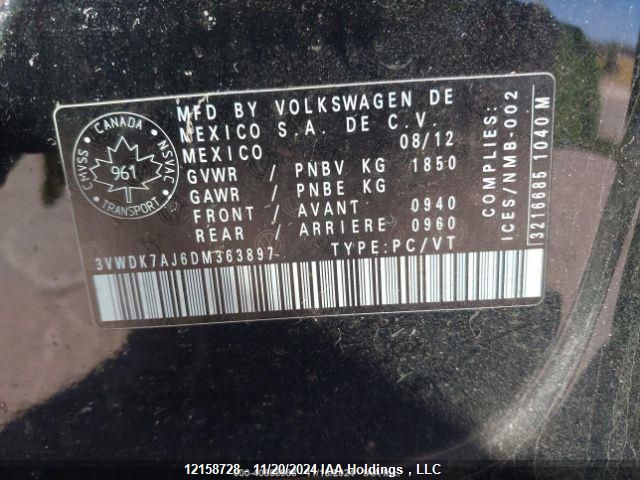 CANADA
CMVSS
NSVAC
961
TRANSPORT
MFD BY VOLKSWAGEN DE
MEXICO S.A. DE C.V.
MEXICO 08/12
GVWR / PNBV KG 1850
GAWR / PNBE KG
FRONT / AVANT 0940
REAR / ARRIERE 0960
3VWDK7AJ6DM363897 TYPE:PC/VT
COMPLIES:
ICES/NMB-002
3216685 1040 M
12158728 - 11/20/2024 IAA Holdings , LLC